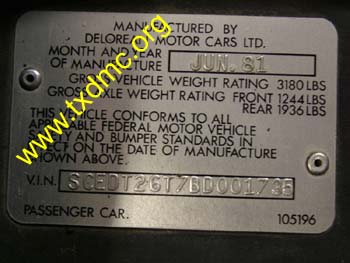 MANUFACTURED BY
DELOREAN MOTOR CARS LTD.
MONTH AND YEAR
OF MANUFACTURE JUN. 81
GROSS VEHICLE WEIGHT RATING 3180 LBS
GROSS AXLE WEIGHT RATING FRONT 1244 LBS
REAR 1936 LBS
THIS VEHICLE CONFORMS TO ALL
APPLICABLE FEDERAL MOTOR VEHICLE
SAFETY AND BUMPER STANDARDS IN
EFFECT ON THE DATE OF MANUFACTURE
SHOWN ABOVE.
V.I.N. SCEDT26T7BD001735
PASSENGER CAR. 105196
www.txdmc.org